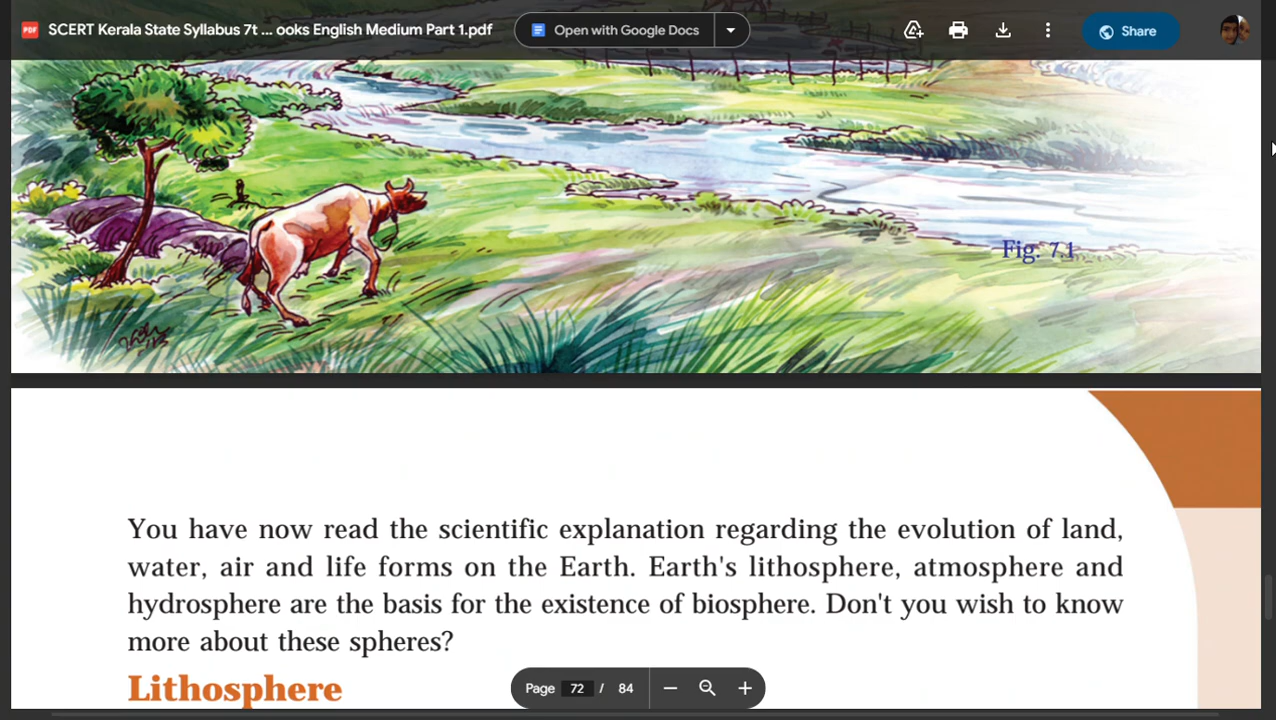 SCERT Kerala State Syllabus 7t ... ooks English Medium Part 1.pdf
Open with Google Docs
Share
Fig. 7.1
You have now read the scientific explanation regarding the evolution of land,
water, air and life forms on the Earth. Earth's lithosphere, atmosphere and
hydrosphere are the basis for the existence of biosphere. Don't you wish to know
more about these spheres?
Lithosphere
Page 72 / 84